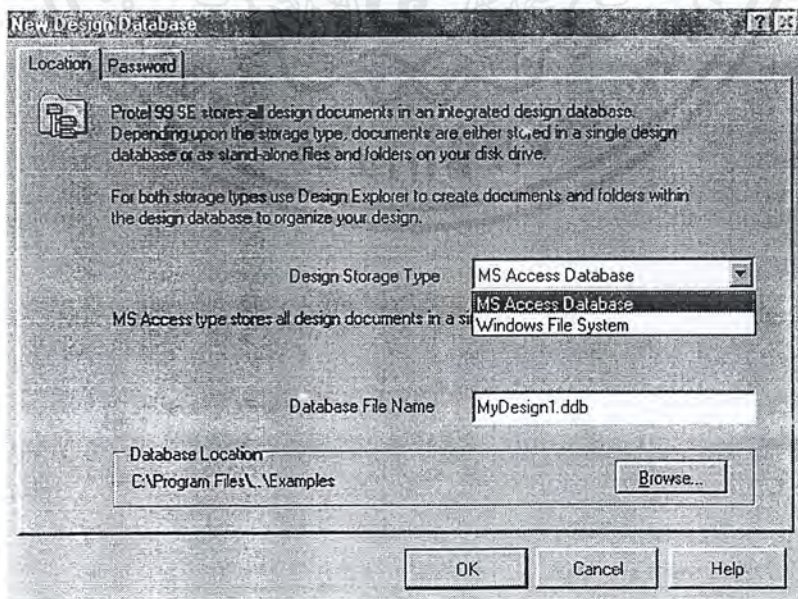 New Design Database
Location Password
Protel 99 SE stores all design documents in an integrated design database.
Depending upon the storage type, documents are either stored in a single design
database or as stand-alone files and folders on your disk drive.
For both storage types use Design Explorer to create documents and folders within
the design database to organize your design.
Design Storage Type MS Access Database
MS Access Database
MS Access type stores all design documents in a si Windows File System
Database File Name MyDesign1.ddb
Database Location
C:\Program Files\..\Examples Browse...
OK Cancel Help